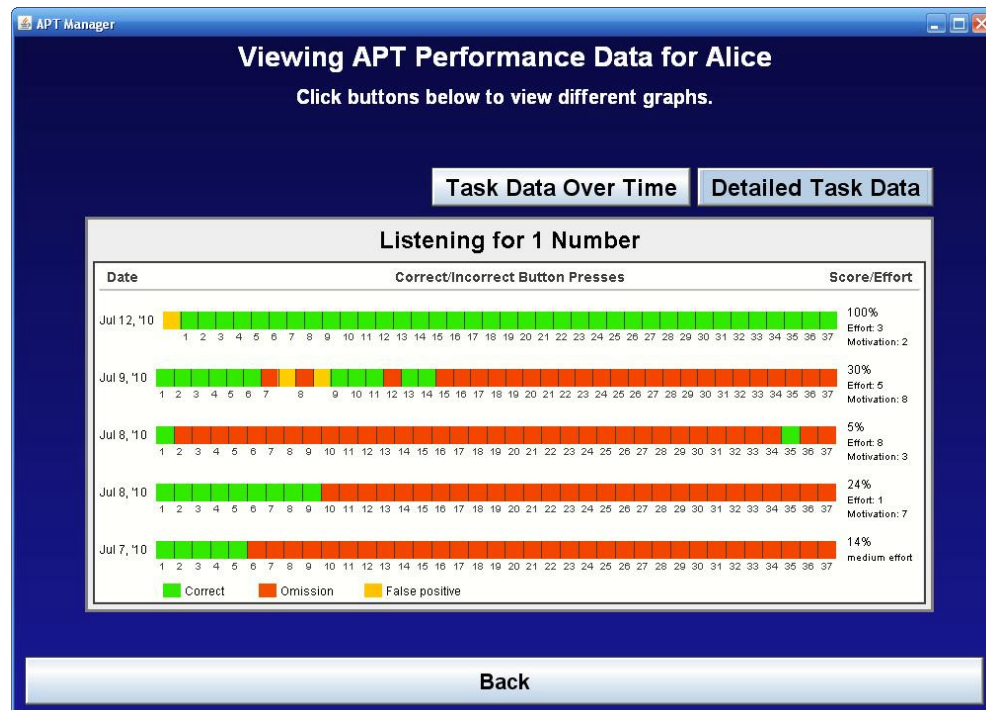 APT Manager
Viewing APT Performance Data for Alice
Click buttons below to view different graphs.
Task Data Over Time Detailed Task Data
Listening for 1 Number
Date Correct/Incorrect Button Presses Score/Effort
Jul 12, '10 100%
Effort: 3
1 2 3 4 5 6 7 8 9 10 11 12 13 14 15 16 17 18 19 20 21 22 23 24 25 26 27 28 29 30 31 32 33 34 35 36 37 Motivation: 2
Jul 9, '10 30%
Effort: 5
1 2 3 4 5 6 7 8 9 10 11 12 13 14 15 16 17 18 19 20 21 22 23 24 25 26 27 28 29 30 31 32 33 34 35 36 37 Motivation: 8
Jul 8, '10 5%
Effort: 8
1 2 3 4 5 6 7 8 9 10 11 12 13 14 15 16 17 18 19 20 21 22 23 24 25 26 27 28 29 30 31 32 33 34 35 36 37 Motivation: 3
Jul 8, '10 24%
Effort: 1
1 2 3 4 5 6 7 8 9 10 11 12 13 14 15 16 17 18 19 20 21 22 23 24 25 26 27 28 29 30 31 32 33 34 35 36 37 Motivation: 7
Jul 7, '10 14%
medium effort
1 2 3 4 5 6 7 8 9 10 11 12 13 14 15 16 17 18 19 20 21 22 23 24 25 26 27 28 29 30 31 32 33 34 35 36 37
Correct Omission False positive
Back